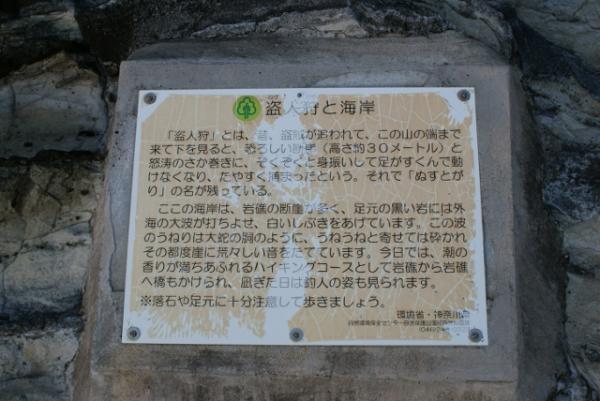 盗人狩と海岸
「盗人狩」とは、昔、盗賊が追われて、この山の端まで
来て下を見ると、恐ろしい断崖（高さ約３０メートル）と
怒涛のさか巻きに、ぞくぞくと身振いして足がすくんで動
けなくなり、たやすく捕まったという。それで「ぬすとが
り」の名が残っている。
ここの海岸は、岩礁の断崖が多く、足元の黒い岩には外
海の大波が打ちよせ、白いしぶきをあげています。この波
のうねりは大蛇の胴のように、うねうねと寄せては砕かれ
その都度崖に荒々しい音をたてています。今日では、潮の
香りが満ちあふれるハイキングコースとして岩礁から岩礁
へ橋もかけられ、凪ぎた日は釣人の姿も見られます。
※落石や足元に十分注意して歩きましょう。
環境省・神奈川県